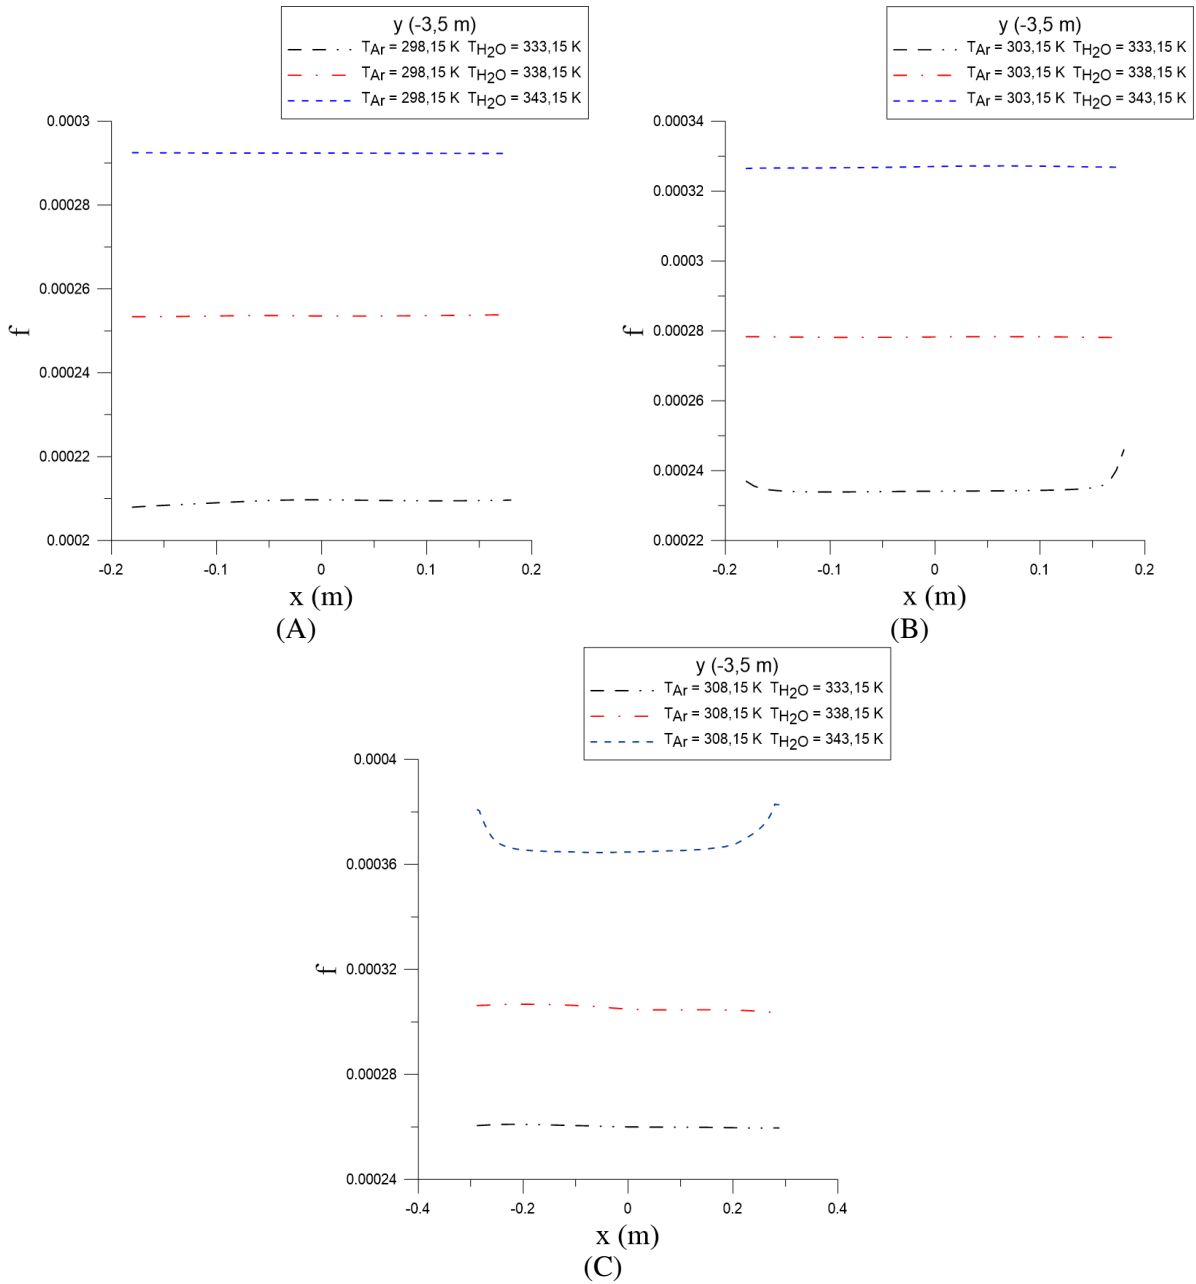 y (-3,5 m)
TAr = 298,15 K TH2O = 333,15 K
TAr = 298,15 K TH2O = 338,15 K
TAr = 298,15 K TH2O = 343,15 K
0.0003
0.00028
0.00026
0.00024
0.00022
0.0002
f
-0.2 -0.1 0 0.1 0.2
x (m)
(A)
y (-3,5 m)
TAr = 303,15 K TH2O = 333,15 K
TAr = 303,15 K TH2O = 338,15 K
TAr = 303,15 K TH2O = 343,15 K
0.00034
0.00032
0.0003
0.00028
0.00026
0.00024
0.00022
f
-0.2 -0.1 0 0.1 0.2
x (m)
(B)
y (-3,5 m)
TAr = 308,15 K TH2O = 333,15 K
TAr = 308,15 K TH2O = 338,15 K
TAr = 308,15 K TH2O = 343,15 K
0.0004
0.00036
0.00032
0.00028
0.00024
f
-0.4 -0.2 0 0.2 0.4
x (m)
(C)